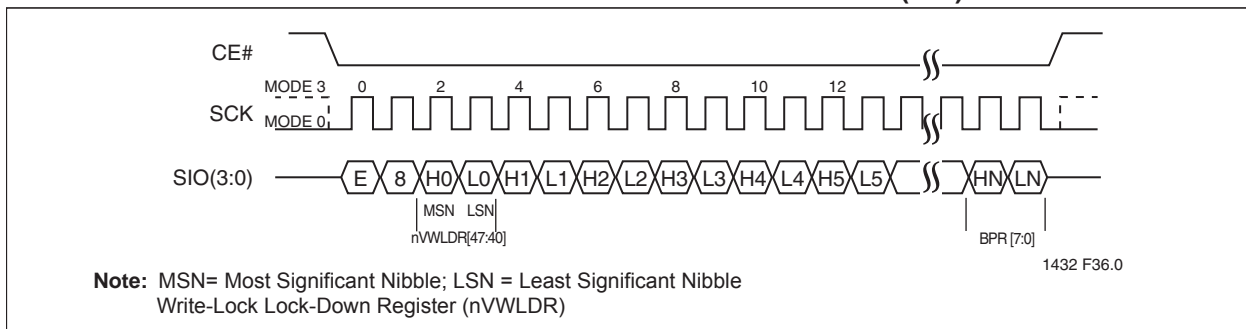 (
CE#
MODE 3 0 2 4 6 8 10 12
SCK
MODE 0
SIO(3:0) E 8 H0 L0 H1 L1 H2 L2 H3 L3 H4 L4 H5 L5 HN LN
MSN LSN
nVWLDR[47:40] BPR [7:0]
1432 F36.0
Note: MSN= Most Significant Nibble; LSN = Least Significant Nibble
Write-Lock Lock-Down Register (nVWLDR)